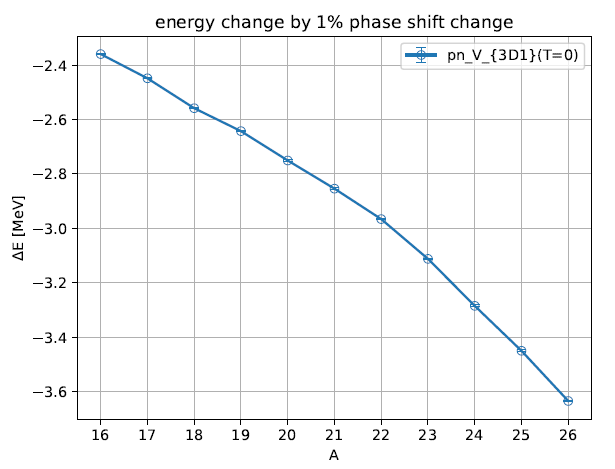 energy change by 1% phase shift change
pn_V_{3D1}(T=0)
−2.4
−2.6
−2.8
−3.0
−3.2
−3.4
−3.6
ΔE [MeV]
16 17 18 19 20 21 22 23 24 25 26
A